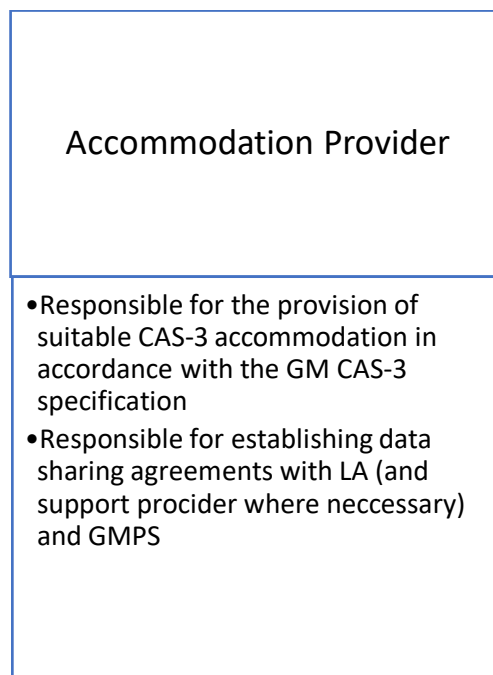 Accommodation Provider
•Responsible for the provision of
suitable CAS-3 accommodation in
accordance with the GM CAS-3
specification
•Responsible for establishing data
sharing agreements with LA (and
support procider where neccessary)
and GMPS